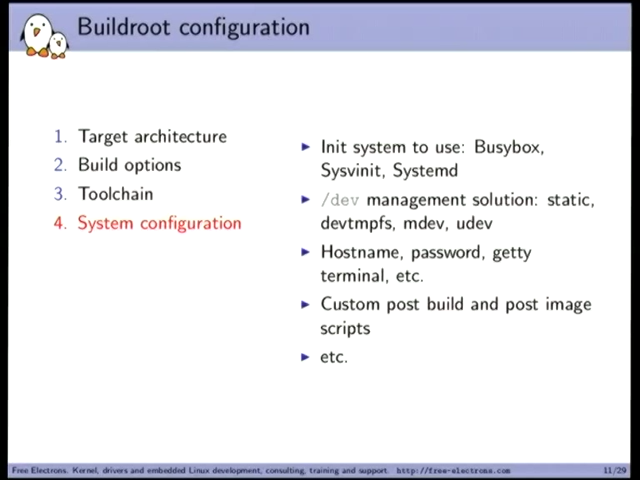 Buildroot configuration
1. Target architecture
2. Build options
3. Toolchain
4. System configuration
Init system to use: Busybox,
Sysvinit, Systemd
/dev management solution: static,
devtmpfs, mdev, udev
Hostname, password, getty
terminal, etc.
Custom post build and post image
scripts
etc.
Free Electrons. Kernel, drivers and embedded Linux development, consulting, training and support. http://free-electrons.com
11/29